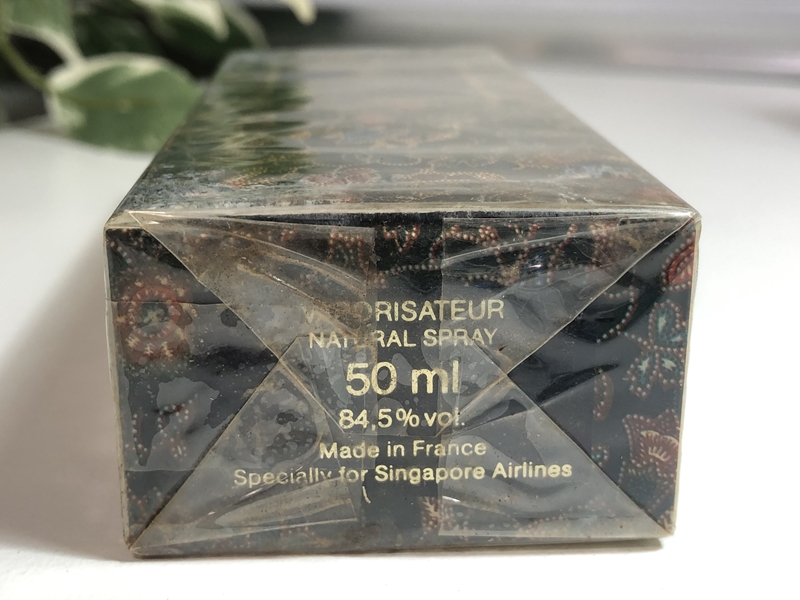 VAPORISATEUR
NATURAL SPRAY
50 ml
84,5% vol.
Made in France
Specially for Singapore Airlines